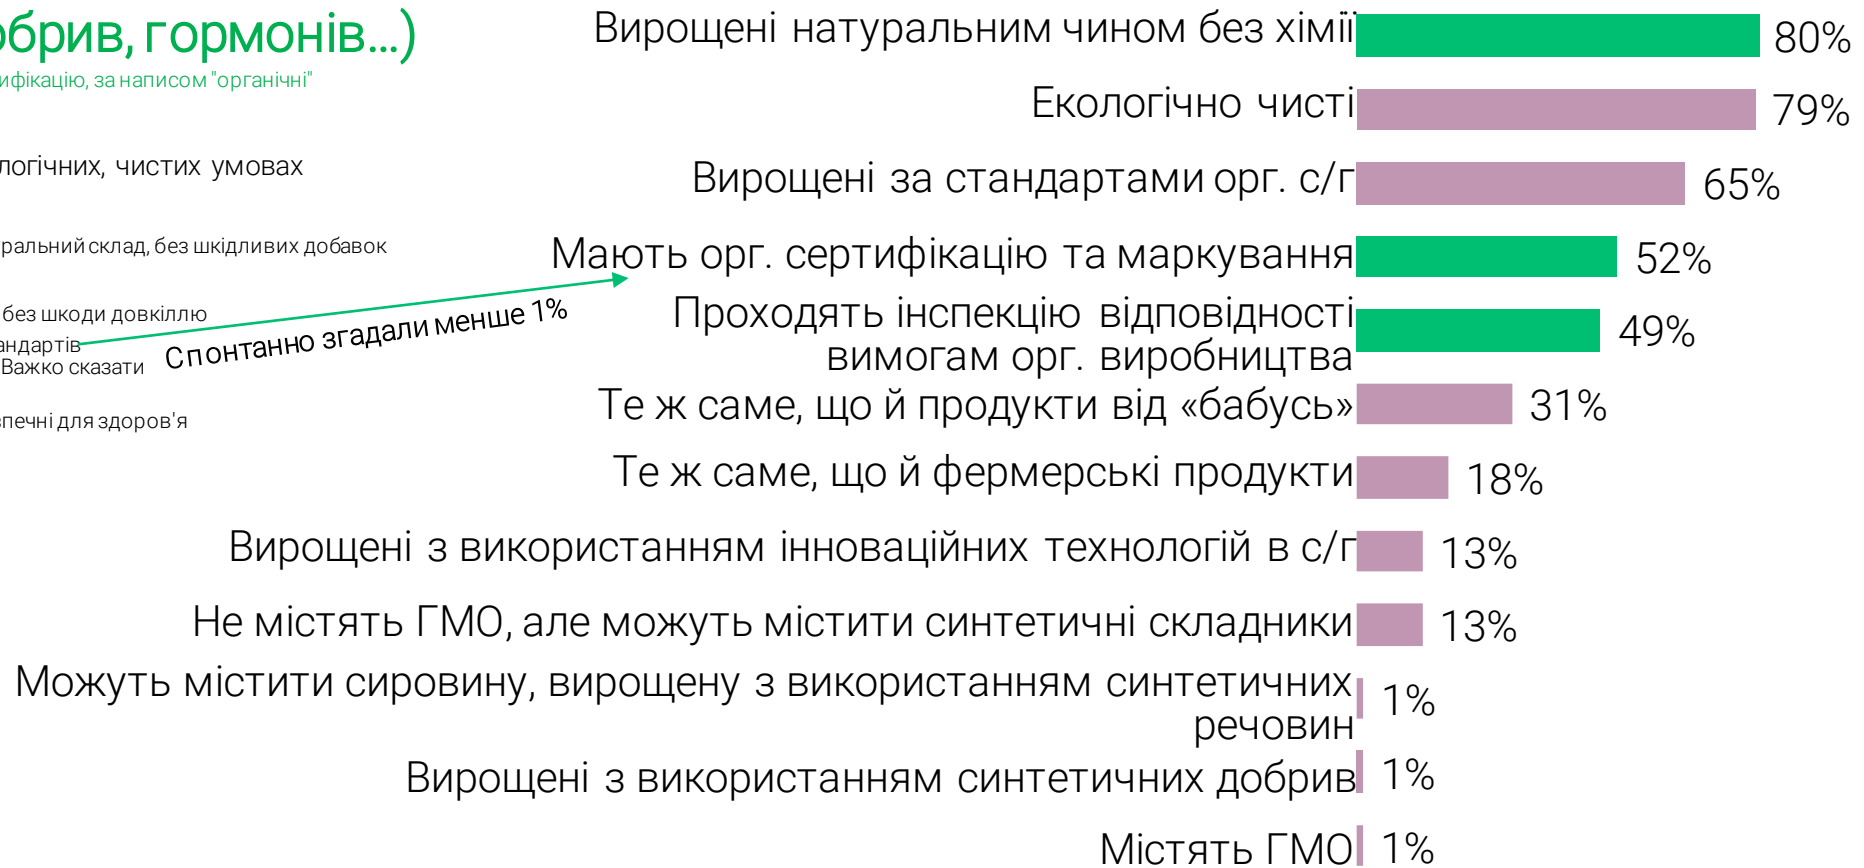 обрив, гормонів...)
ифікацію, за написом "органічні"
логічних, чистих умовах
ральний склад, без шкідливих добавок
без шкоди довкіллю
андартів
Важко сказати
печні для здоров'я
Спонтанно згадали менше 1%
Вирощені натуральним чином без хімії 80%
Екологічно чисті 79%
Вирощені за стандартами орг. с/г 65%
Мають орг. сертифікацію та маркування 52%
Проходять інспекцію відповідності
вимогам орг. виробництва 49%
Те ж саме, що й продукти від «бабусь» 31%
Те ж саме, що й фермерські продукти 18%
Вирощені з використанням інноваційних технологій в с/г 13%
Не містять ГМО, але можуть містити синтетичні складники 13%
Можуть містити сировину, вирощену з використанням синтетичних
речовин 1%
Вирощені з використанням синтетичних добрив 1%
Містять ГМО 1%